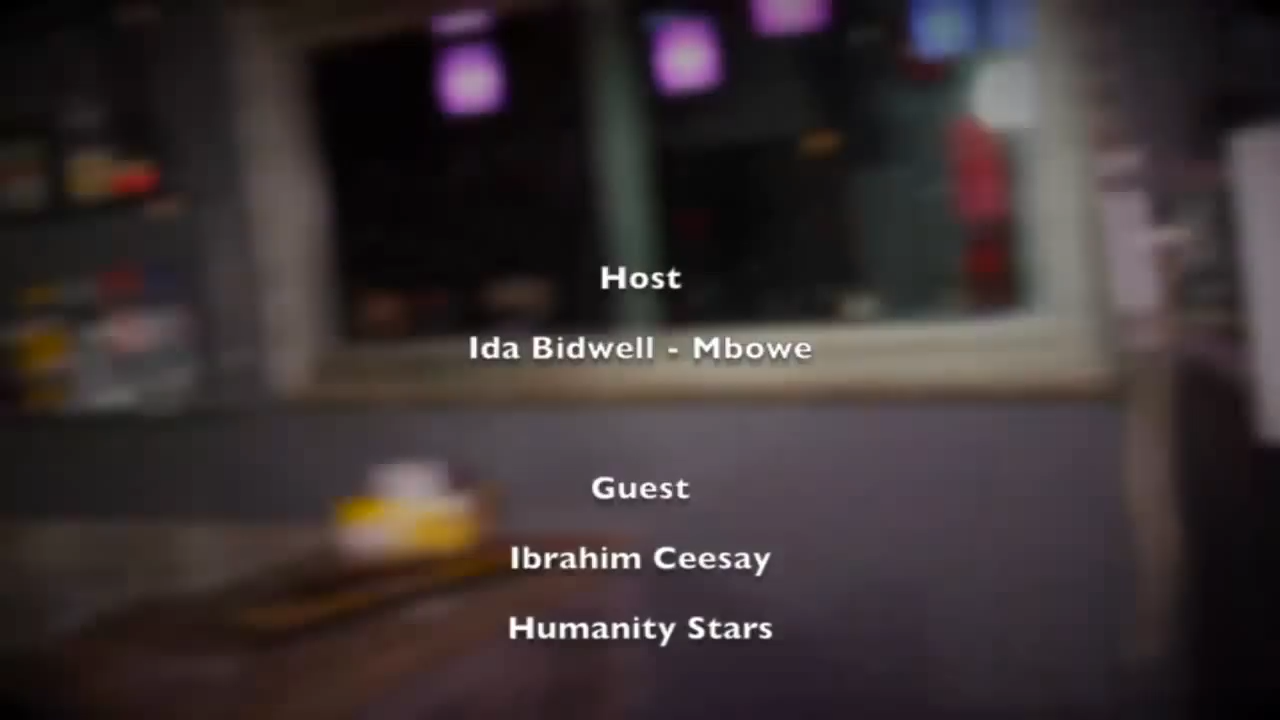 Host
Ida Bidwell - Mbowe
Guest
Ibrahim Ceesay
Humanity Stars